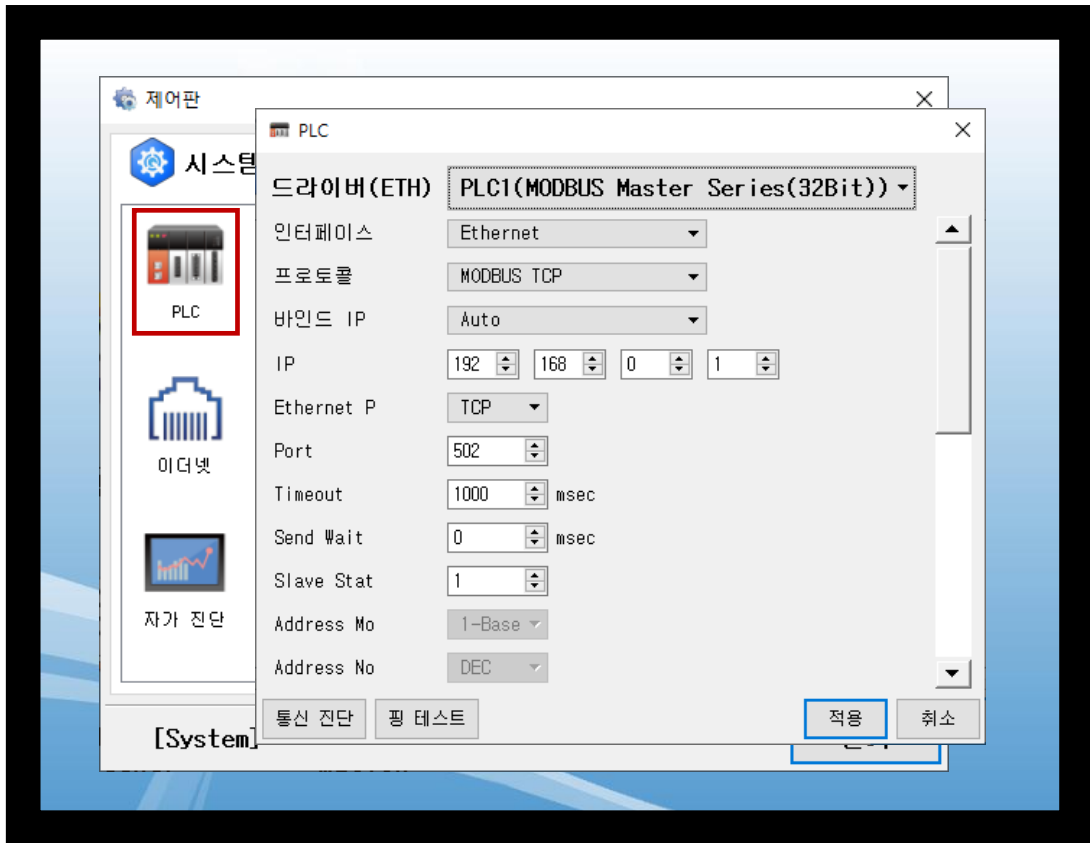 제어판
PLC
시스템
드라이버(ETH) PLC1(MODBUS Master Series(32Bit))
인터페이스 Ethernet
프로토콜 MODBUS TCP
바인드 IP Auto
IP 192 168 0 1
Ethernet P TCP
Port 502
Timeout 1000 msec
Send Wait 0 msec
Slave Stat 1
Address Mo 1-Base
Address No DEC
PLC
이더넷
자가 진단
통신 진단 핑 테스트 적용 취소
[System]